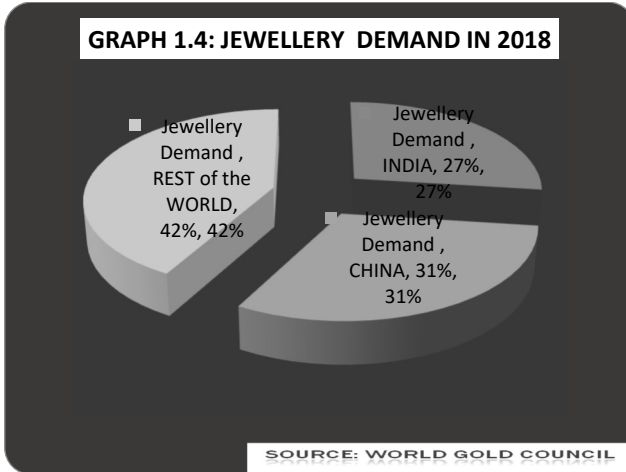 GRAPH 1.4: JEWELLERY DEMAND IN 2018
Jewellery
Demand ,
INDIA, 27%,
27%
Jewellery
Demand ,
REST of the
WORLD,
42%, 42%
Jewellery
Demand ,
CHINA, 31%,
31%
SOURCE: WORLD GOLD COUNCIL